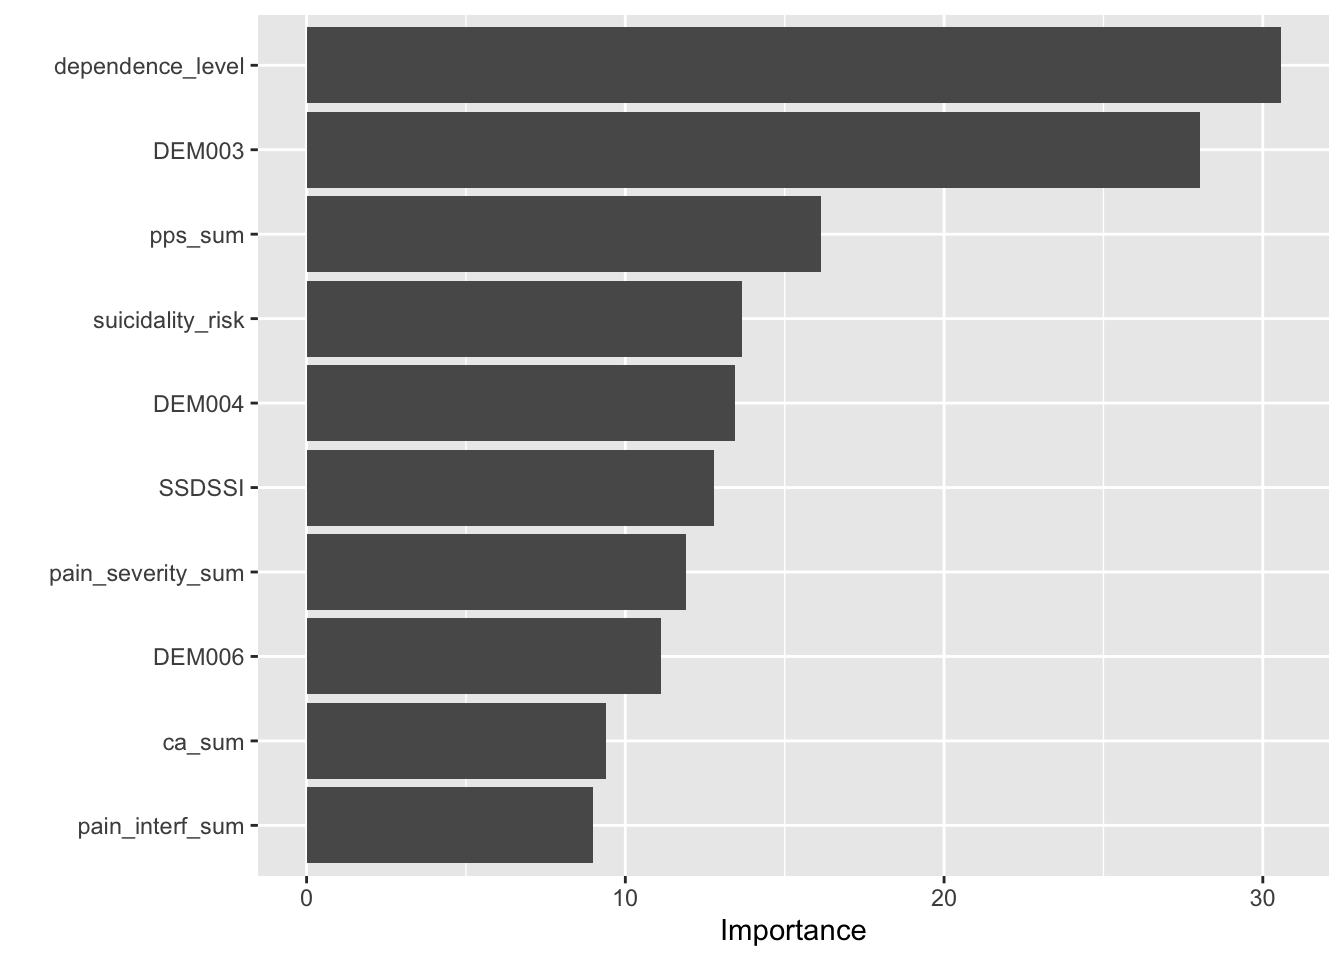 dependence_level
DEM003
pps_sum
suicidality_risk
DEM004
SSDSSI
pain_severity_sum
DEM006
ca_sum
pain_interf_sum
0 10 20 30
Importance